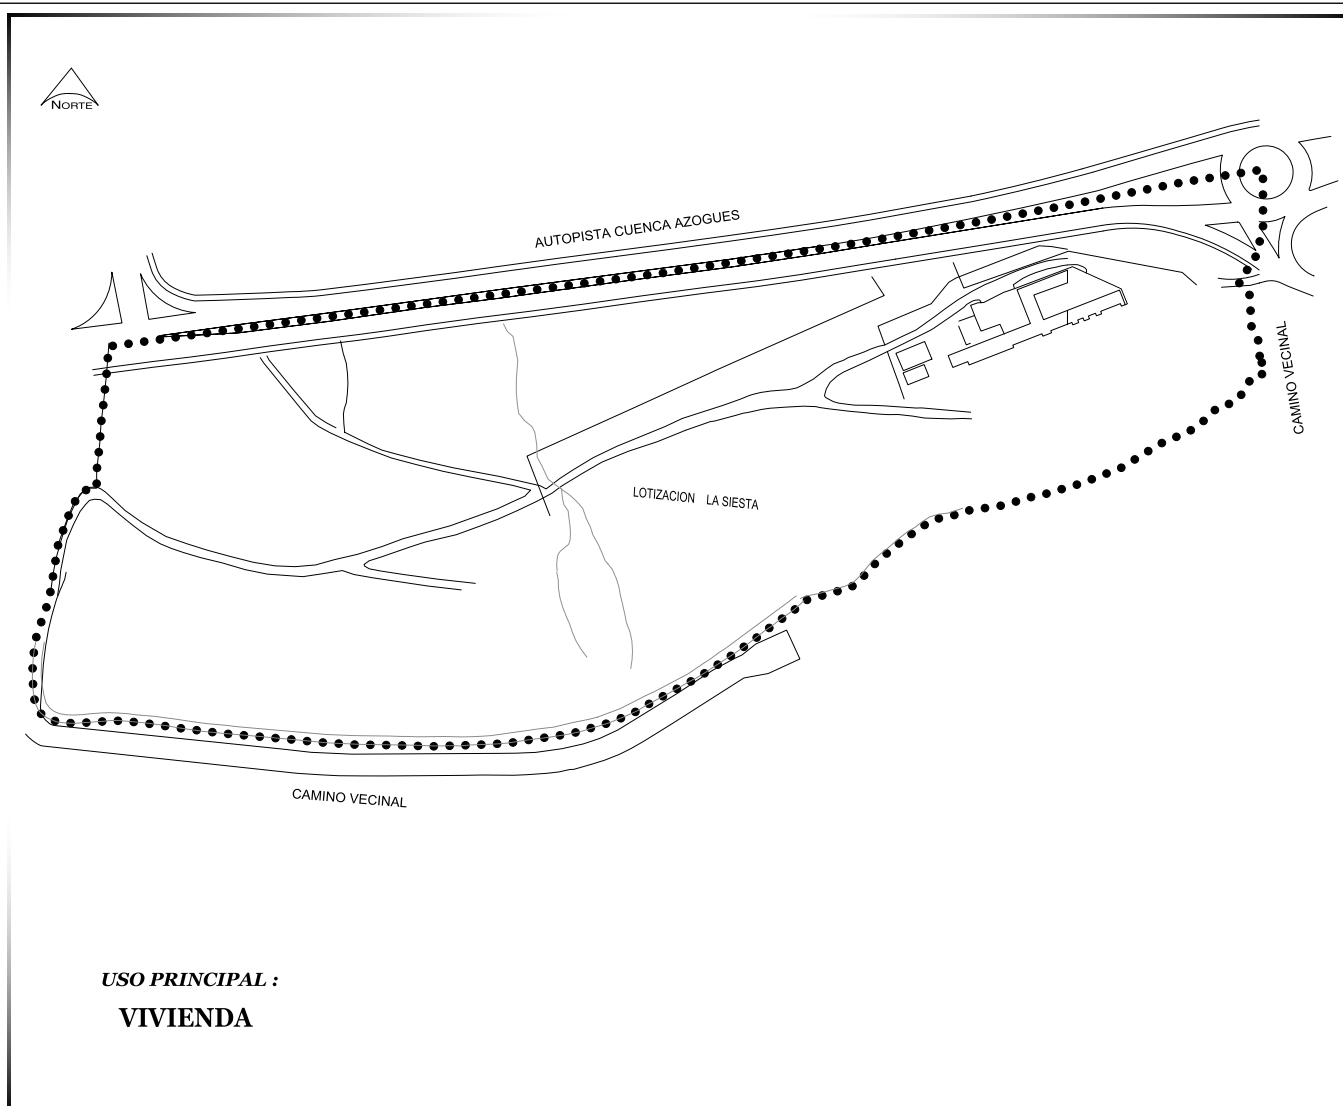 NORTE
AUTOPISTA CUENCA AZOGUES
CAMINO VECINAL
LOTIZACION LA SIESTA
CAMINO VECINAL
USO PRINCIPAL :
VIVIENDA